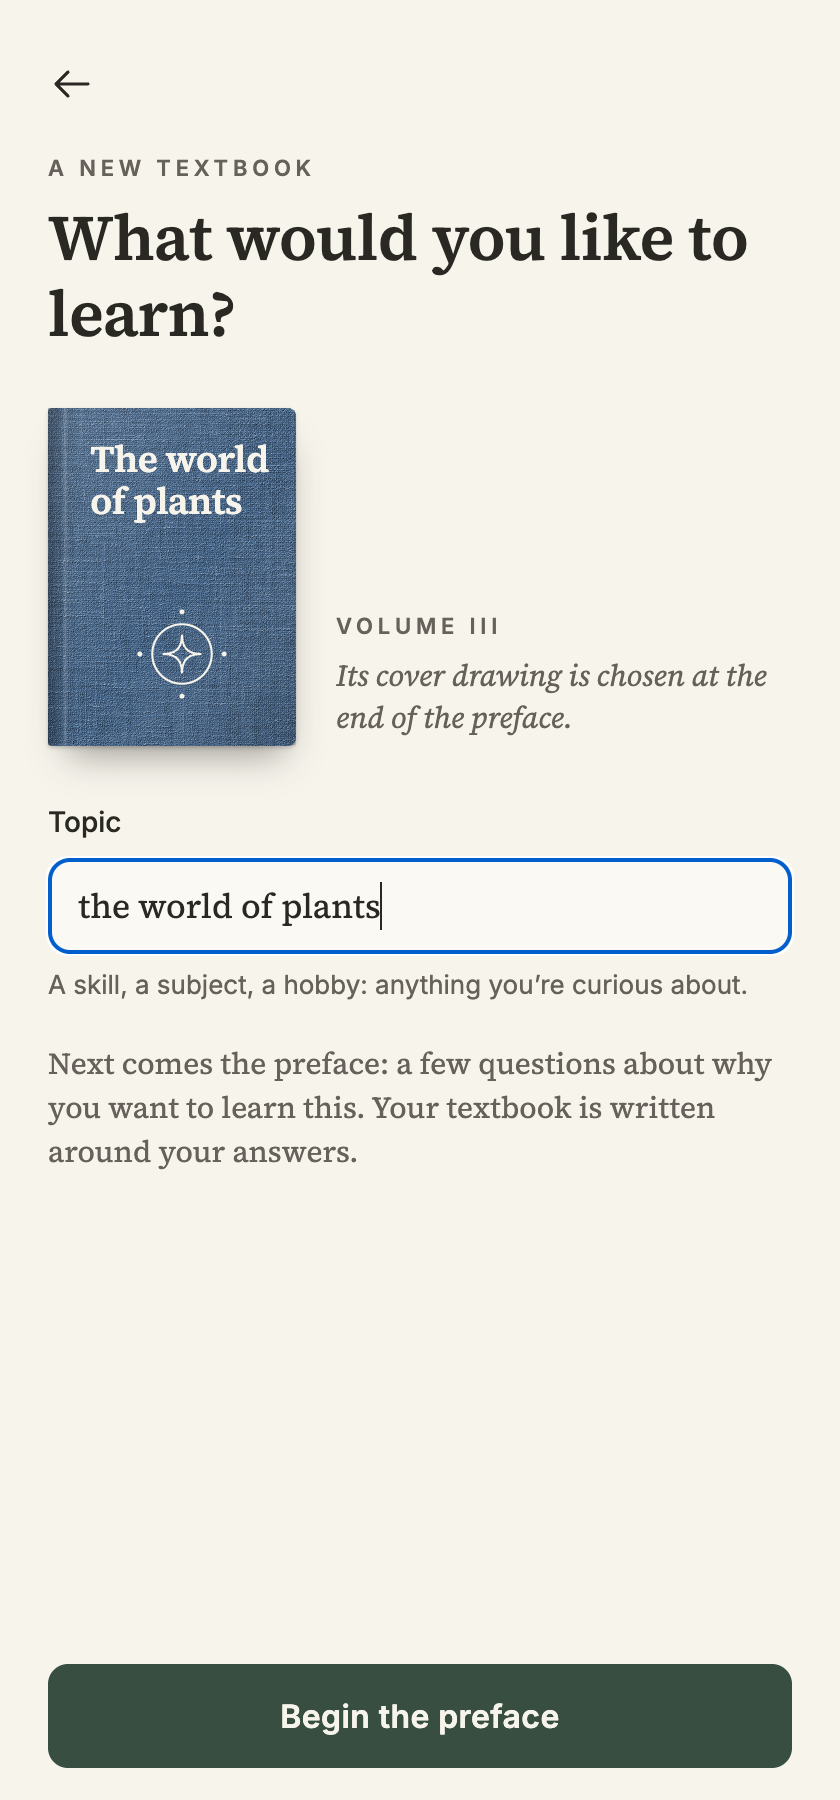 A NEW TEXTBOOK
What would you like to
learn?
The world
of plants
VOLUME III
Its cover drawing is chosen at the
end of the preface.
Topic
the world of plants
A skill, a subject, a hobby: anything you’re curious about.
Next comes the preface: a few questions about why
you want to learn this. Your textbook is written
around your answers.
Begin the preface